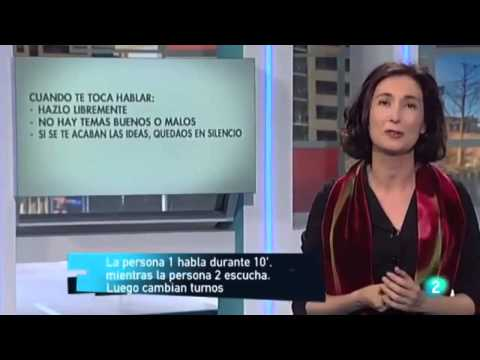 CUANDO TE TOCA HABLAR:
- HAZLO LIBREMENTE
- NO HAY TEMAS BUENOS O MALOS
- SI SE TE ACABAN LAS IDEAS, QUEDAOS EN SILENCIO
La persona 1 habla durante 10'.
mientras la persona 2 escucha.
Luego cambian turnos
2